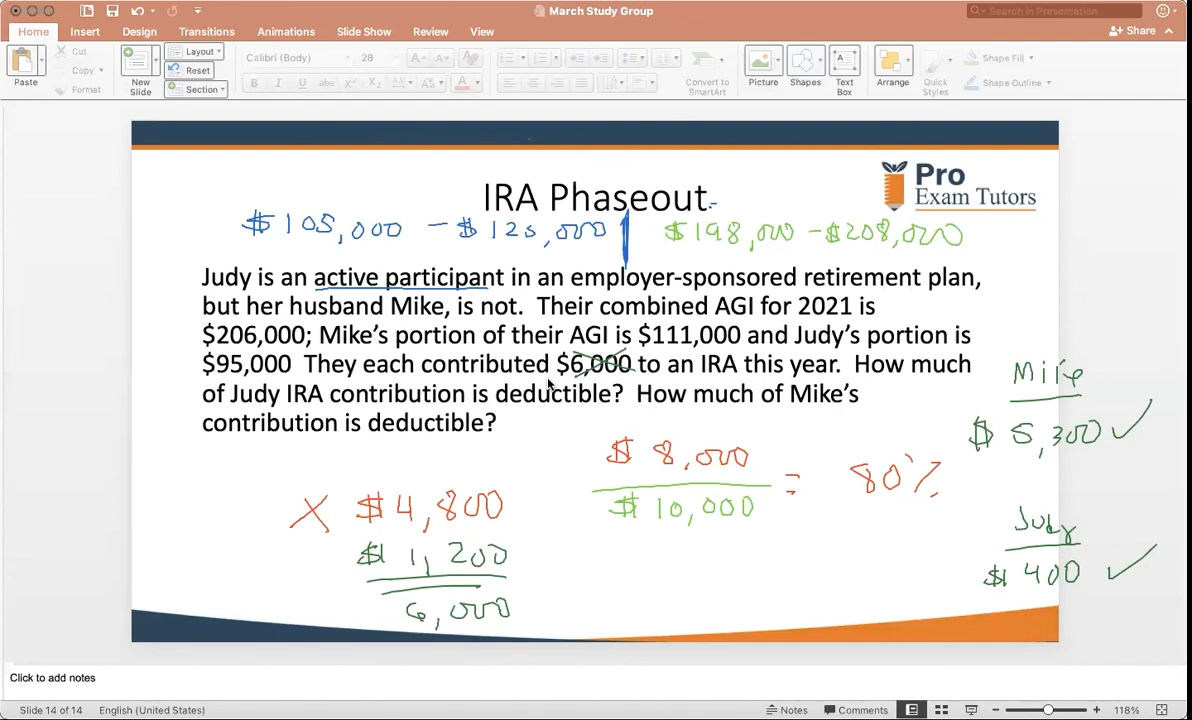 March Study Group
Search in Presentation
Home Insert Design Transitions Animations Slide Show Review View Share
Paste Cut Copy Format New Slide Layout Reset Section Calibri (Body) 28 Convert to SmartArt Picture Shapes Text Box Arrange Quick Styles Shape Fill Shape Outline
Pro
Exam Tutors
IRA Phaseout
$105,000 - $125,000 $198,000 - $208,000
Judy is an active participant in an employer-sponsored retirement plan,
but her husband Mike, is not. Their combined AGI for 2021 is
$206,000; Mike's portion of their AGI is $111,000 and Judy's portion is
$95,000 They each contributed $6,000 to an IRA this year. How much
of Judy IRA contribution is deductible? How much of Mike's
contribution is deductible?
Mike
$ 5,300 ✓
$ 8,000
$ 10,000
= 80%
X $4,800
$ 1,200
6,000
Judy
$ 400 ✓
Click to add notes
Slide 14 of 14 English (United States) Notes Comments 118%